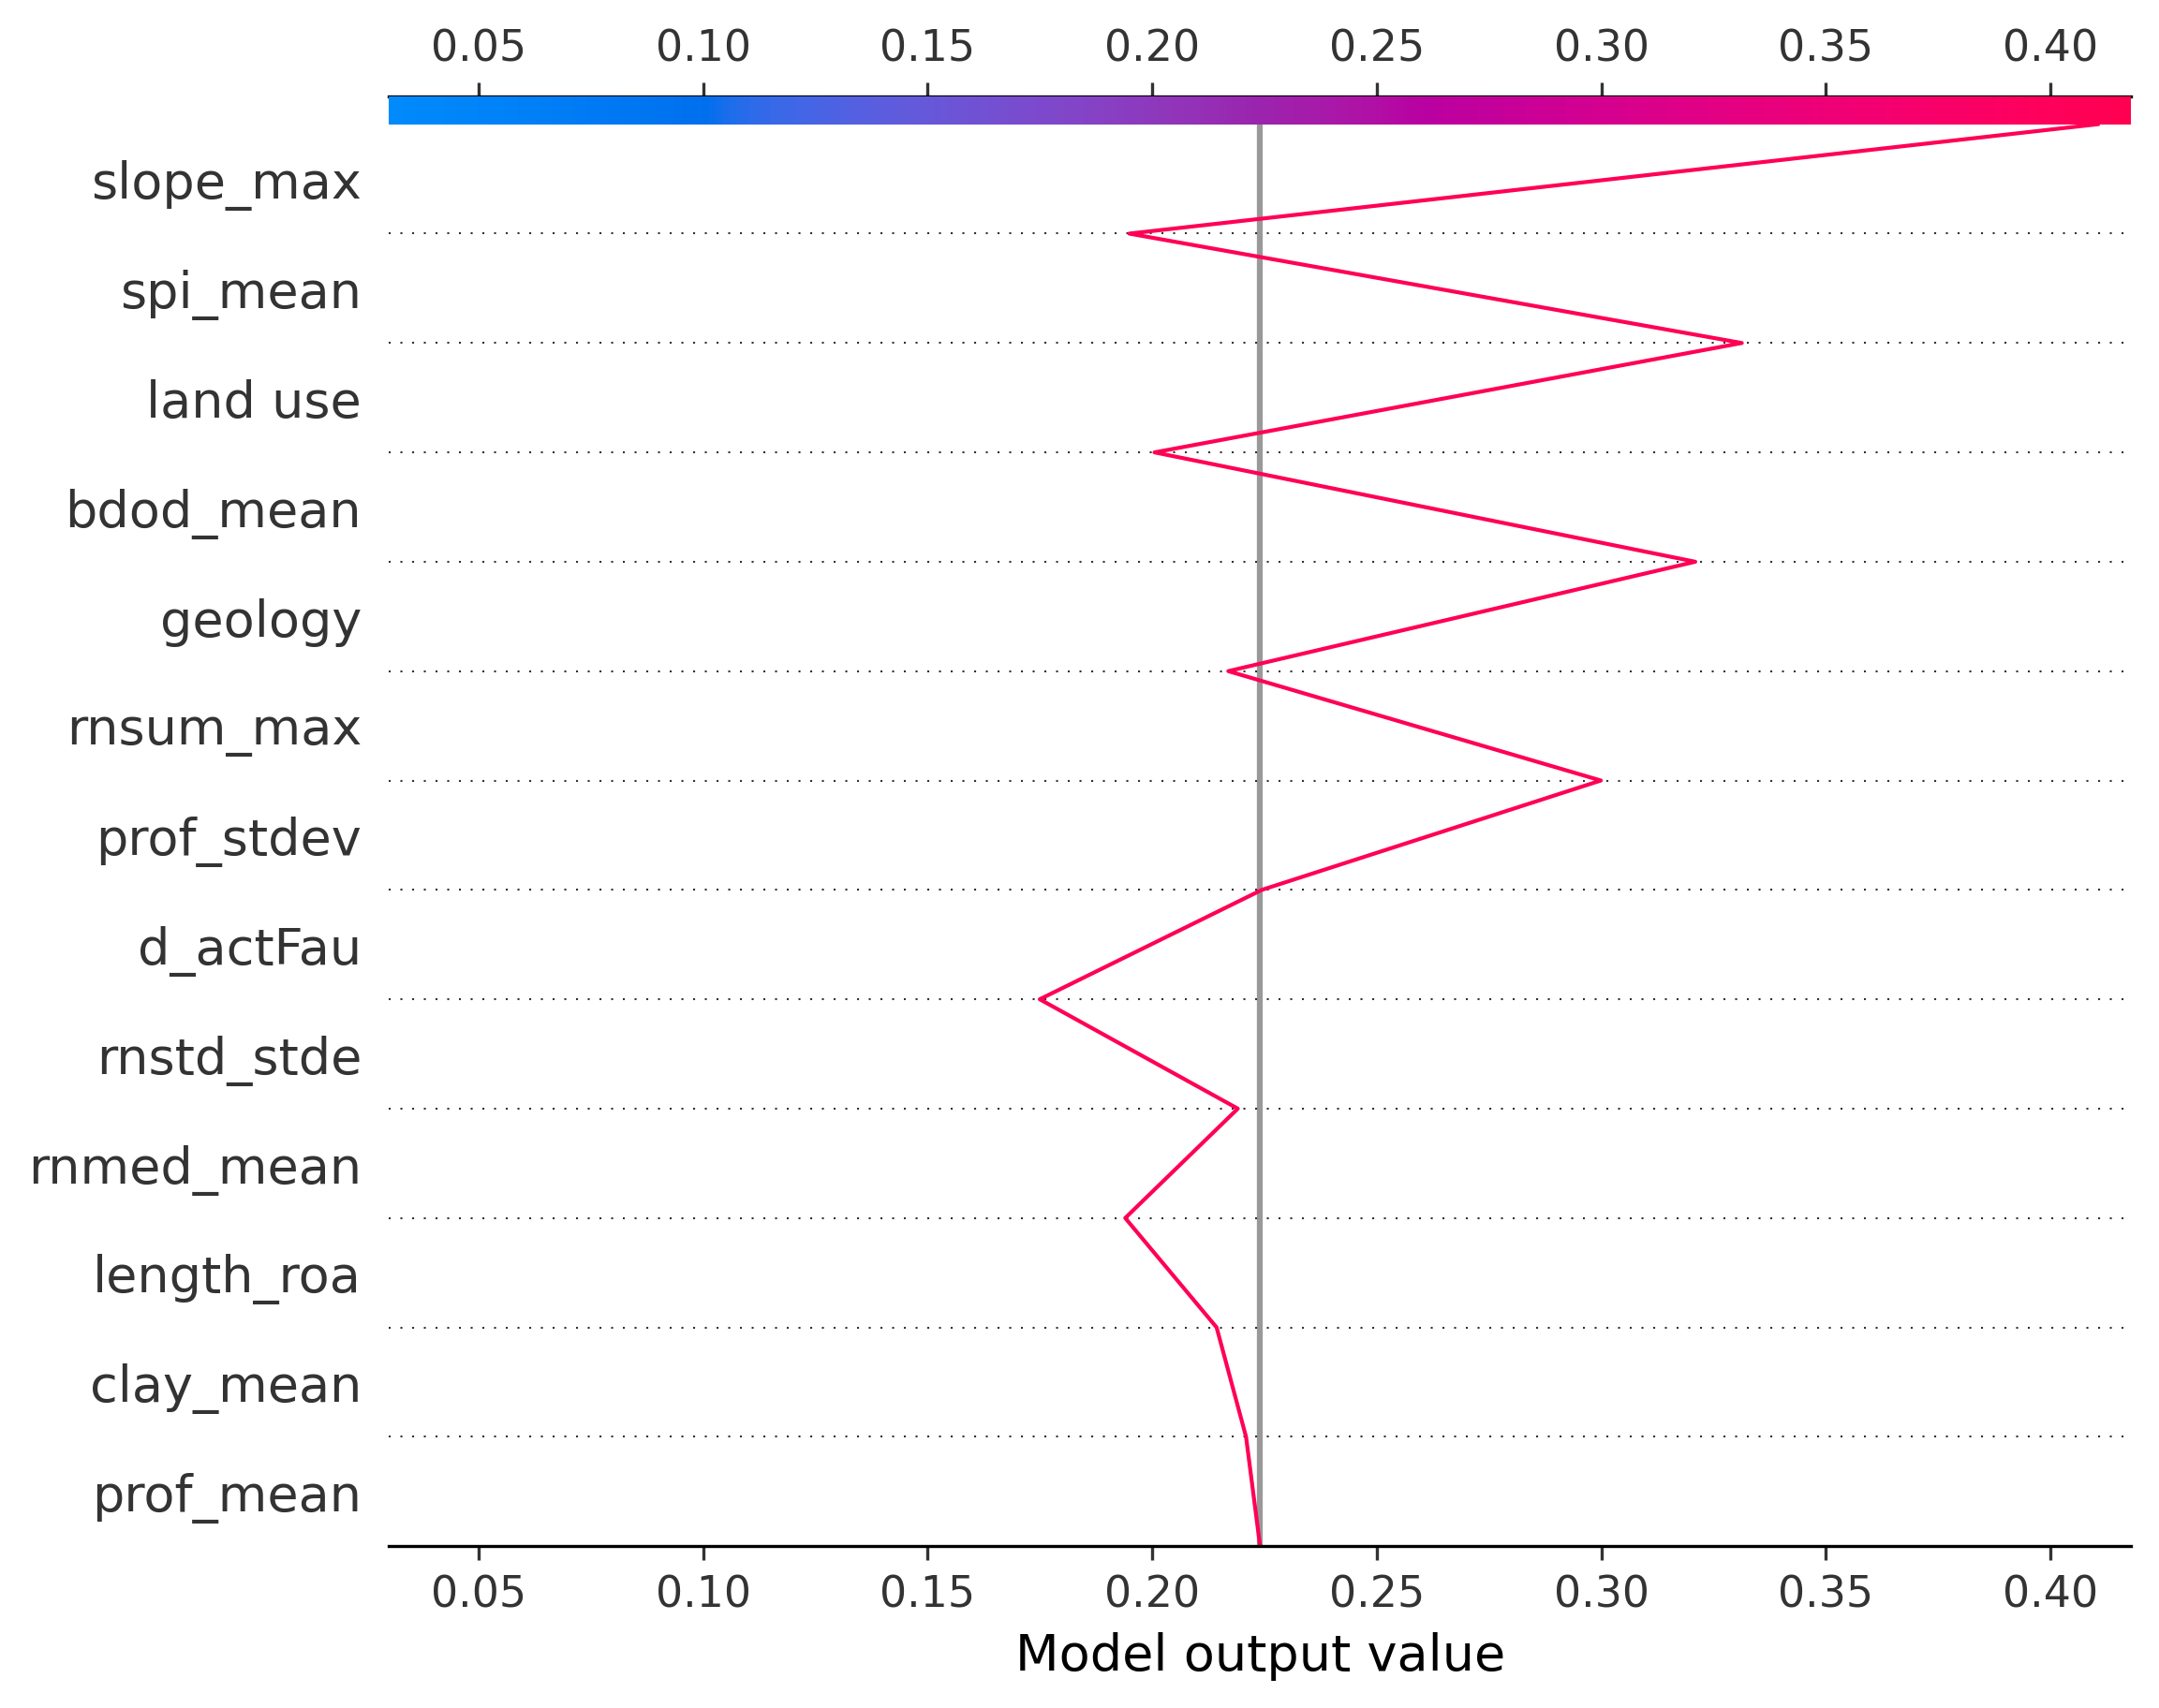 0.05 0.10 0.15 0.20 0.25 0.30 0.35 0.40
slope_max
spi_mean
land use
bdod_mean
geology
rnsum_max
prof_stdev
d_actFau
rnstd_stde
rnmed_mean
length_roa
clay_mean
prof_mean
0.05 0.10 0.15 0.20 0.25 0.30 0.35 0.40
Model output value